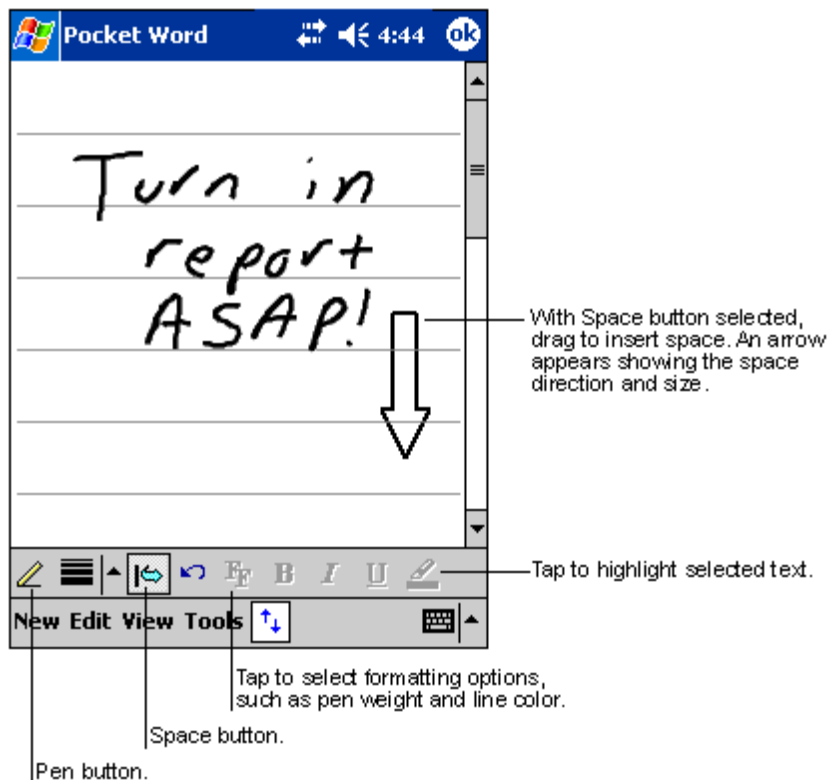 Pocket Word 4:44 ok
Turn in
report
ASAP!
With Space button selected,
drag to insert space. An arrow
appears showing the space
direction and size.
FF B I U
Tap to highlight selected text.
New Edit View Tools
Tap to select formatting options,
such as pen weight and line color.
Space button.
Pen button.